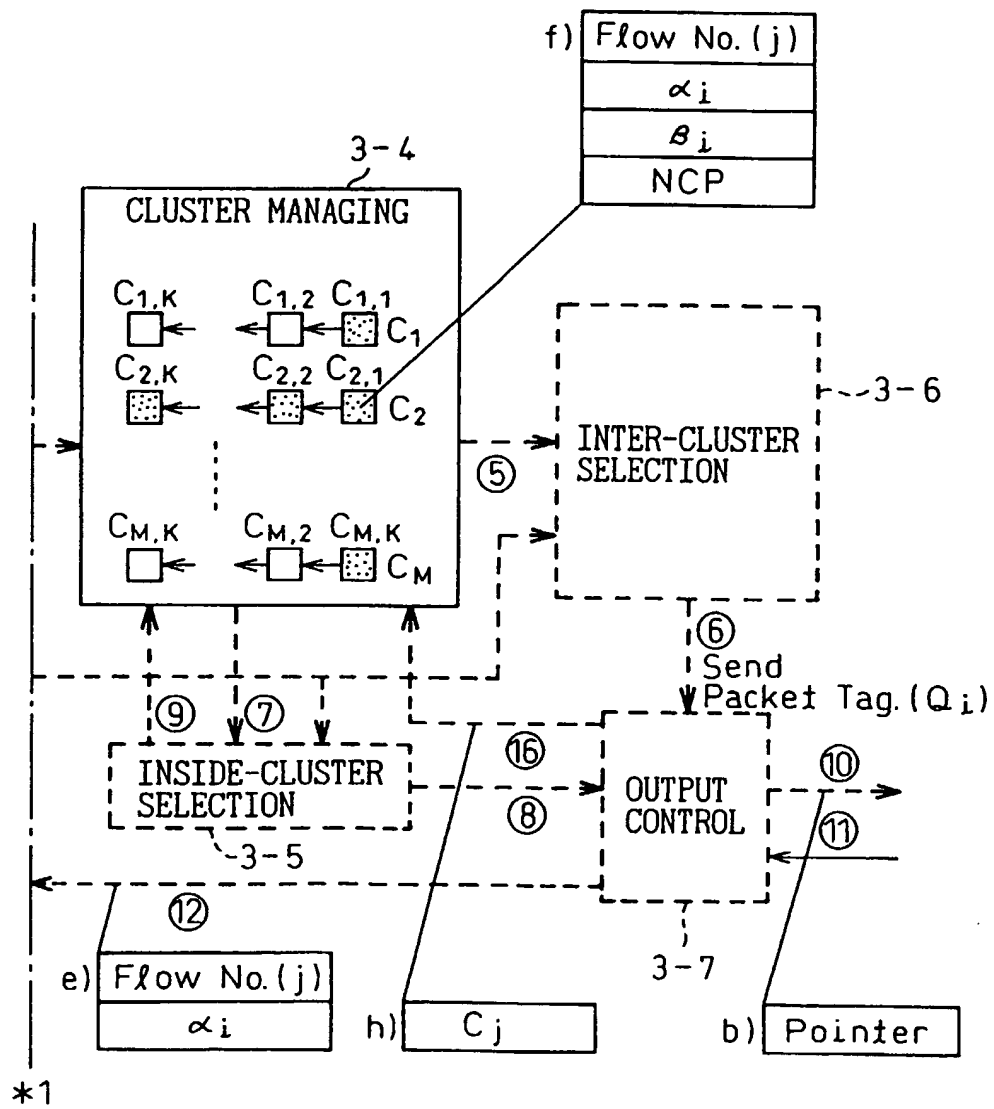 f) Flow No. (j)
αi
βi
NCP
3-4
CLUSTER MANAGING
C1,K C1,2 C1,1
C1
C2,K C2,2 C2,1
C2
CM,K CM,2 CM,K
CM
⑤
INTER-CLUSTER
SELECTION
3-6
⑥
Send
Packet Tag. (Qi)
⑨ ⑦
INSIDE-CLUSTER
SELECTION
3-5
⑯
⑧
OUTPUT
CONTROL
⑩
⑪
3-7
⑫
e) Flow No. (j)
αi
h) Cj
b) Pointer
*1